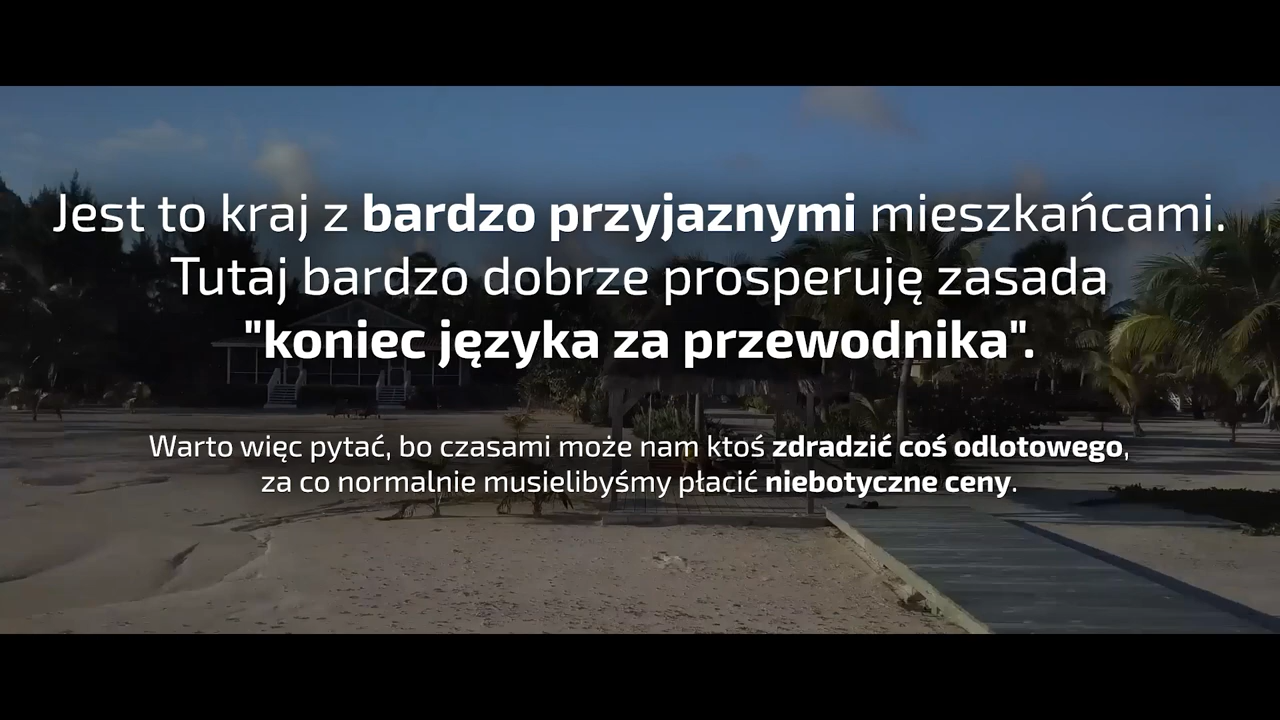 Jest to kraj z bardzo przyjaznymi mieszkańcami.
Tutaj bardzo dobrze prosperuję zasada
"koniec języka za przewodnika".
Warto więc pytać, bo czasami może nam ktoś zdradzić coś odlotowego,
za co normalnie musielibyśmy płacić niebotyczne ceny.